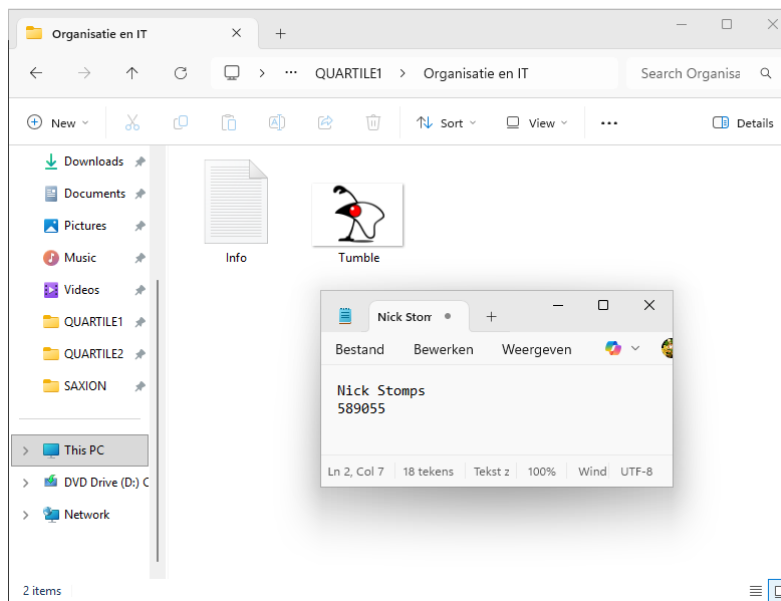 Organisatie en IT
QUARTILE1 Organisatie en IT
Search Organisa
New
Sort
View
Details
Downloads
Documents
Pictures
Music
Videos
QUARTILE1
QUARTILE2
SAXION
This PC
DVD Drive (D:) C
Network
Info
Tumble
Nick Stom
Bestand Bewerken Weergeven
Nick Stomps
589055
Ln 2, Col 7 18 tekens Tekst z 100% Wind UTF-8
2 items